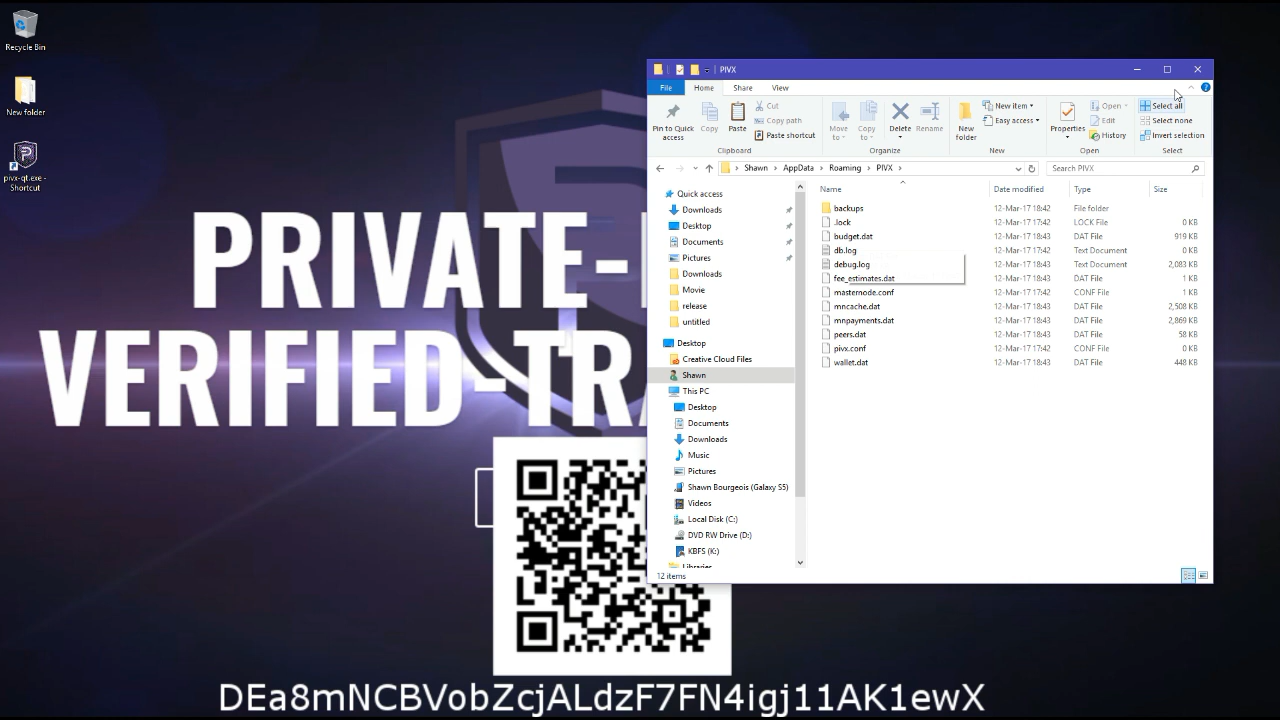 Recycle Bin
New folder
pivx-qt.exe -
Shortcut
PRIVATE-
VERIFIED-TRA
DEa8mNCBVobZcjALdzF7FN4igj11AK1ewX
PIVX
File Home Share View
Pin to Quick
access
Copy
Paste
Cut
Copy path
Paste shortcut
Clipboard
Move
to
Copy
to
Delete
Rename
Organize
New
folder
New item
Easy access
New
Properties
Open
Edit
History
Open
Select all
Select none
Invert selection
Select
Shawn › AppData › Roaming › PIVX ›
Search PIVX
Quick access
Downloads
Desktop
Documents
Pictures
Downloads
Movie
release
untitled
Desktop
Creative Cloud Files
Shawn
This PC
Desktop
Documents
Downloads
Music
Pictures
Shawn Bourgeois (Galaxy S5)
Videos
Local Disk (C:)
DVD RW Drive (D:)
KBFS (K:)
Libraries
Name Date modified Type Size
backups 12-Mar-17 18:42 File folder
.lock 12-Mar-17 17:42 LOCK File 0 KB
budget.dat 12-Mar-17 18:43 DAT File 919 KB
db.log 12-Mar-17 17:42 Text Document 0 KB
debug.log 12-Mar-17 18:43 Text Document 2,083 KB
fee_estimates.dat 12-Mar-17 18:43 DAT File 1 KB
masternode.conf 12-Mar-17 17:42 CONF File 1 KB
mncache.dat 12-Mar-17 18:43 DAT File 2,508 KB
mnpayments.dat 12-Mar-17 18:43 DAT File 2,869 KB
peers.dat 12-Mar-17 18:43 DAT File 58 KB
pivx.conf 12-Mar-17 17:42 CONF File 0 KB
wallet.dat 12-Mar-17 18:43 DAT File 448 KB
12 items